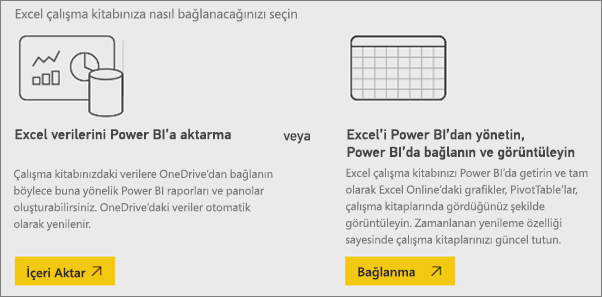 Excel çalışma kitabınıza nasıl bağlanacağınızı seçin
Excel verilerini Power BI'a aktarma
veya
Excel'i Power BI'dan yönetin,
Power BI'da bağlanın ve görüntüleyin
Çalışma kitabınızdaki verilere OneDrive'dan bağlanın
böylece buna yönelik Power BI raporları ve panolar
oluşturabilirsiniz. OneDrive'daki veriler otomatik
olarak yenilenir.
Excel çalışma kitabınızı Power BI'da getirin ve tam
olarak Excel Online'daki grafikler, PivotTable'lar,
çalışma kitaplarında gördüğünüz şekilde
görüntüleyin. Zamanlanan yenileme özelliği
sayesinde çalışma kitaplarınızı güncel tutun.
İçeri Aktar
Bağlanma